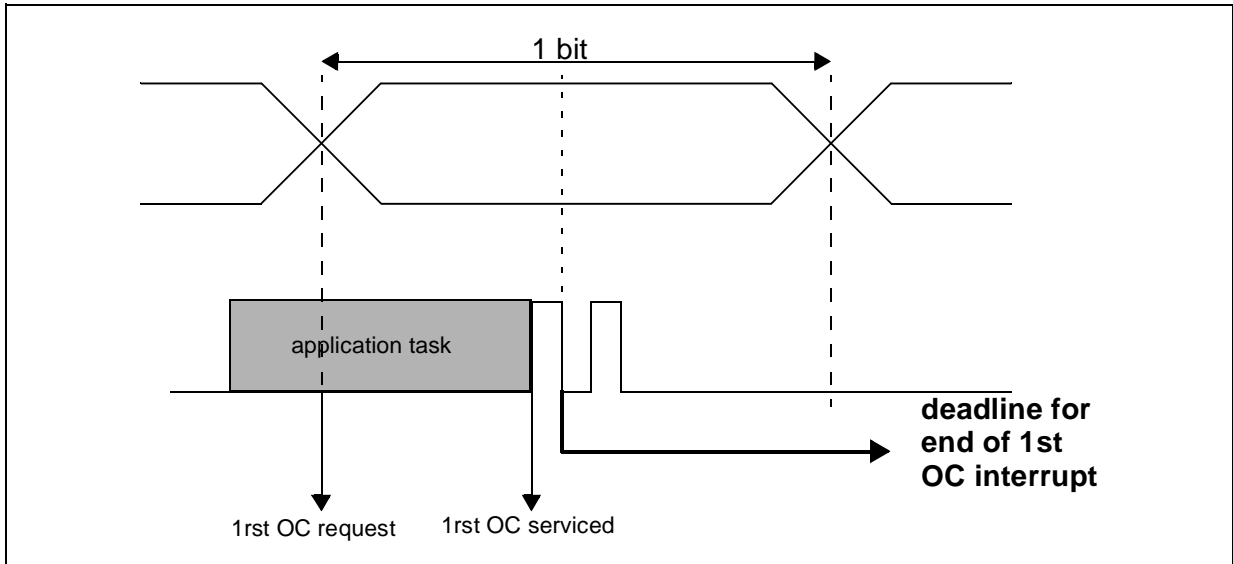 1 bit
application task
deadline for
end of 1st
OC interrupt
1rst OC request
1rst OC serviced